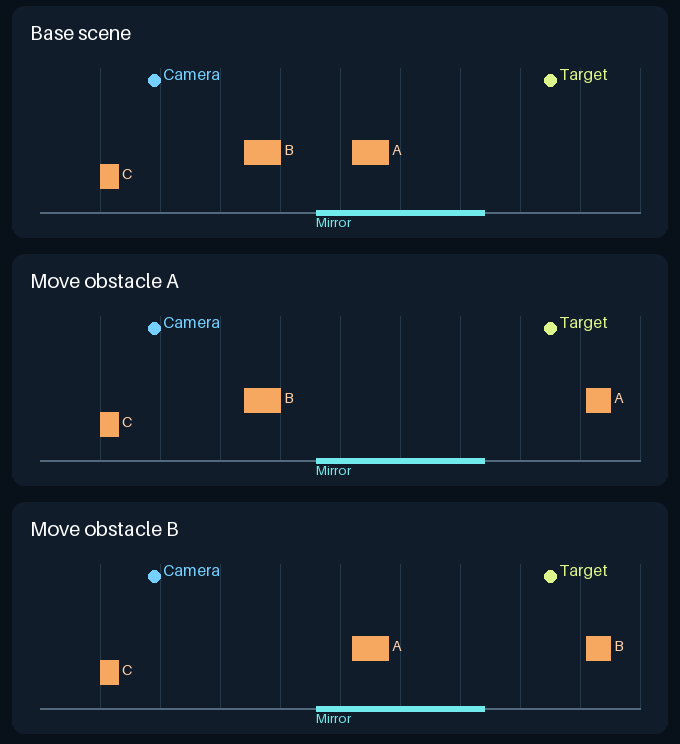 Base scene
Camera
Target
B
A
C
Mirror
Move obstacle A
Camera
Target
B
A
C
Mirror
Move obstacle B
Camera
Target
A
B
C
Mirror